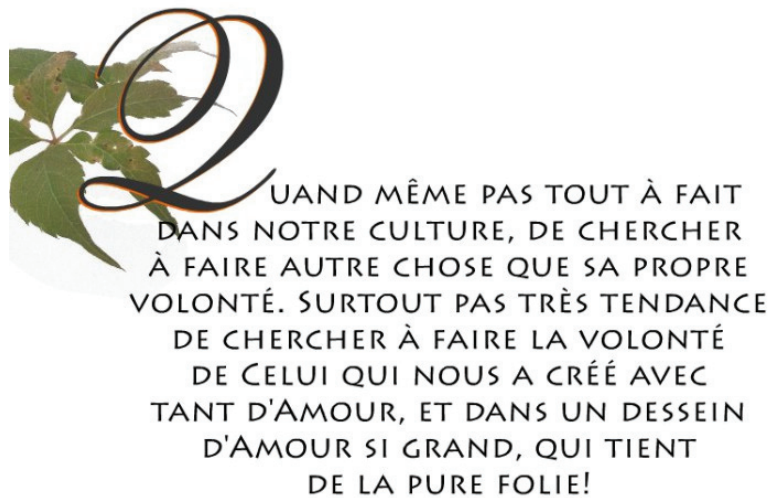 QUAND MÊME PAS TOUT À FAIT
DANS NOTRE CULTURE, DE CHERCHER
À FAIRE AUTRE CHOSE QUE SA PROPRE
VOLONTÉ. SURTOUT PAS TRÈS TENDANCE
DE CHERCHER À FAIRE LA VOLONTÉ
DE CELUI QUI NOUS A CRÉÉ AVEC
TANT D'AMOUR, ET DANS UN DESSEIN
D'AMOUR SI GRAND, QUI TIENT
DE LA PURE FOLIE!